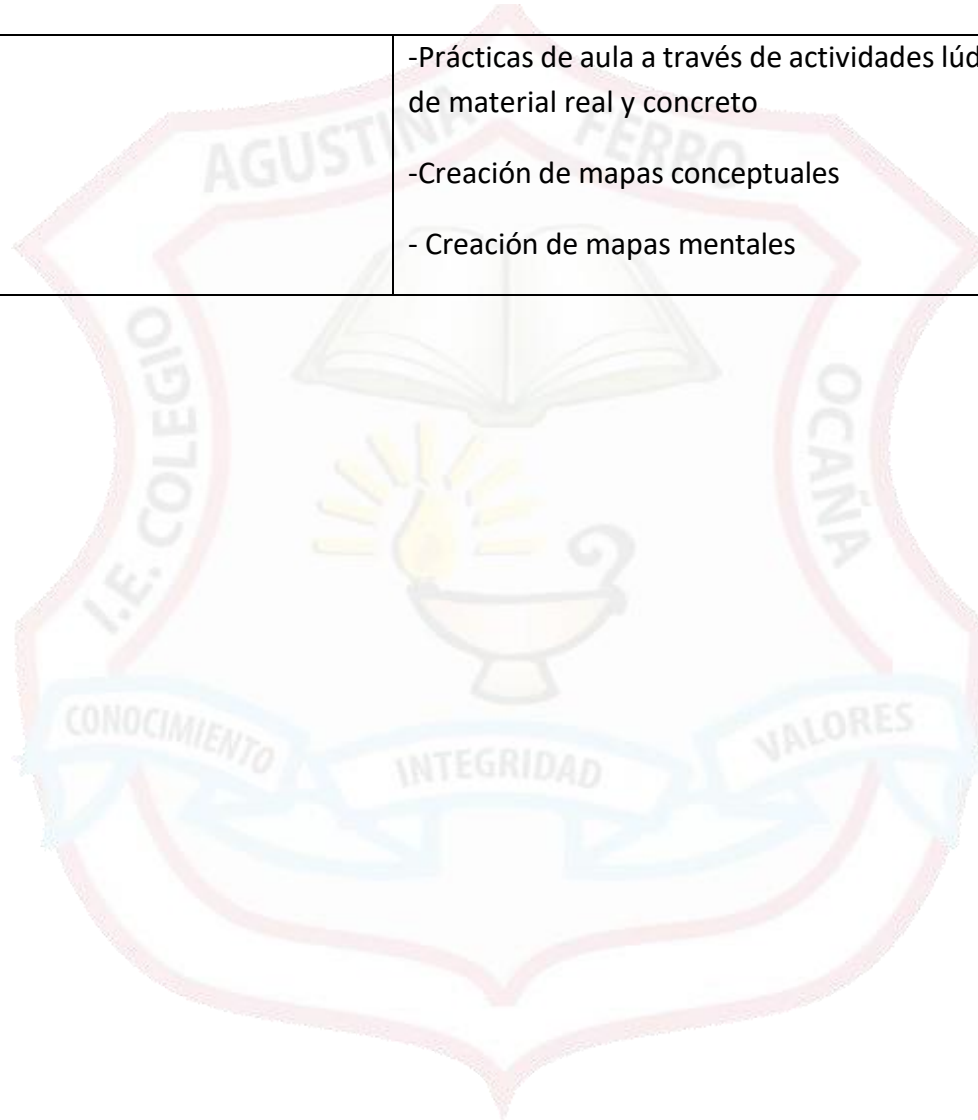 -Prácticas de aula a través de actividades lúd
de material real y concreto
-Creación de mapas conceptuales
- Creación de mapas mentales
AGUSTINA FERRO
I.E. COLEGIO
OCAÑA
CONOCIMIENTO
INTEGRIDAD
VALORES